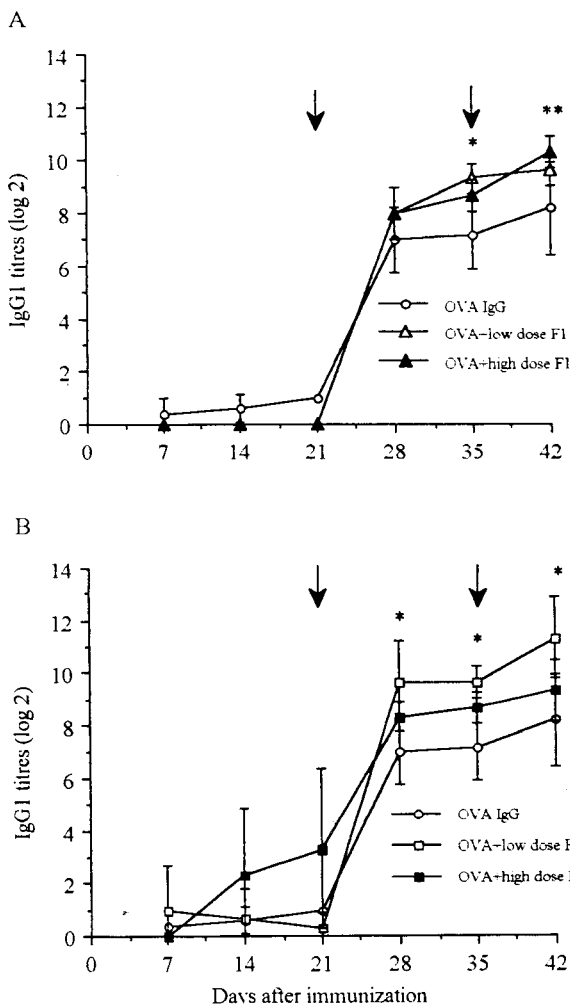 A
14
12
10
8
6
4
2
0
IgG1 titres (log 2)
*
**
OVA IgG
OVA+low dose F1
OVA+high dose F1
0 7 14 21 28 35 42
B
14
12
10
8
6
4
2
0
IgG1 titres (log 2)
*
*
*
OVA IgG
OVA+low dose F
OVA+high dose
0 7 14 21 28 35 42
Days after immunization